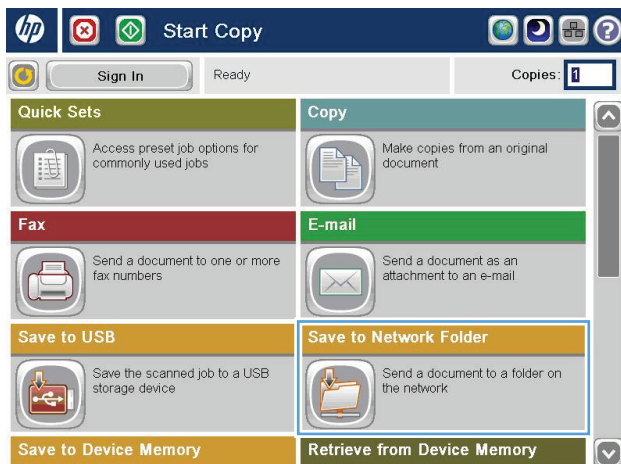 hp
Start Copy
?
Sign In
Ready
Copies: 1
Quick Sets
Access preset job options for
commonly used jobs
Copy
Make copies from an original
document
Fax
Send a document to one or more
fax numbers
E-mail
Send a document as an
attachment to an e-mail
Save to USB
Save the scanned job to a USB
storage device
Save to Network Folder
Send a document to a folder on
the network
Save to Device Memory
Retrieve from Device Memory